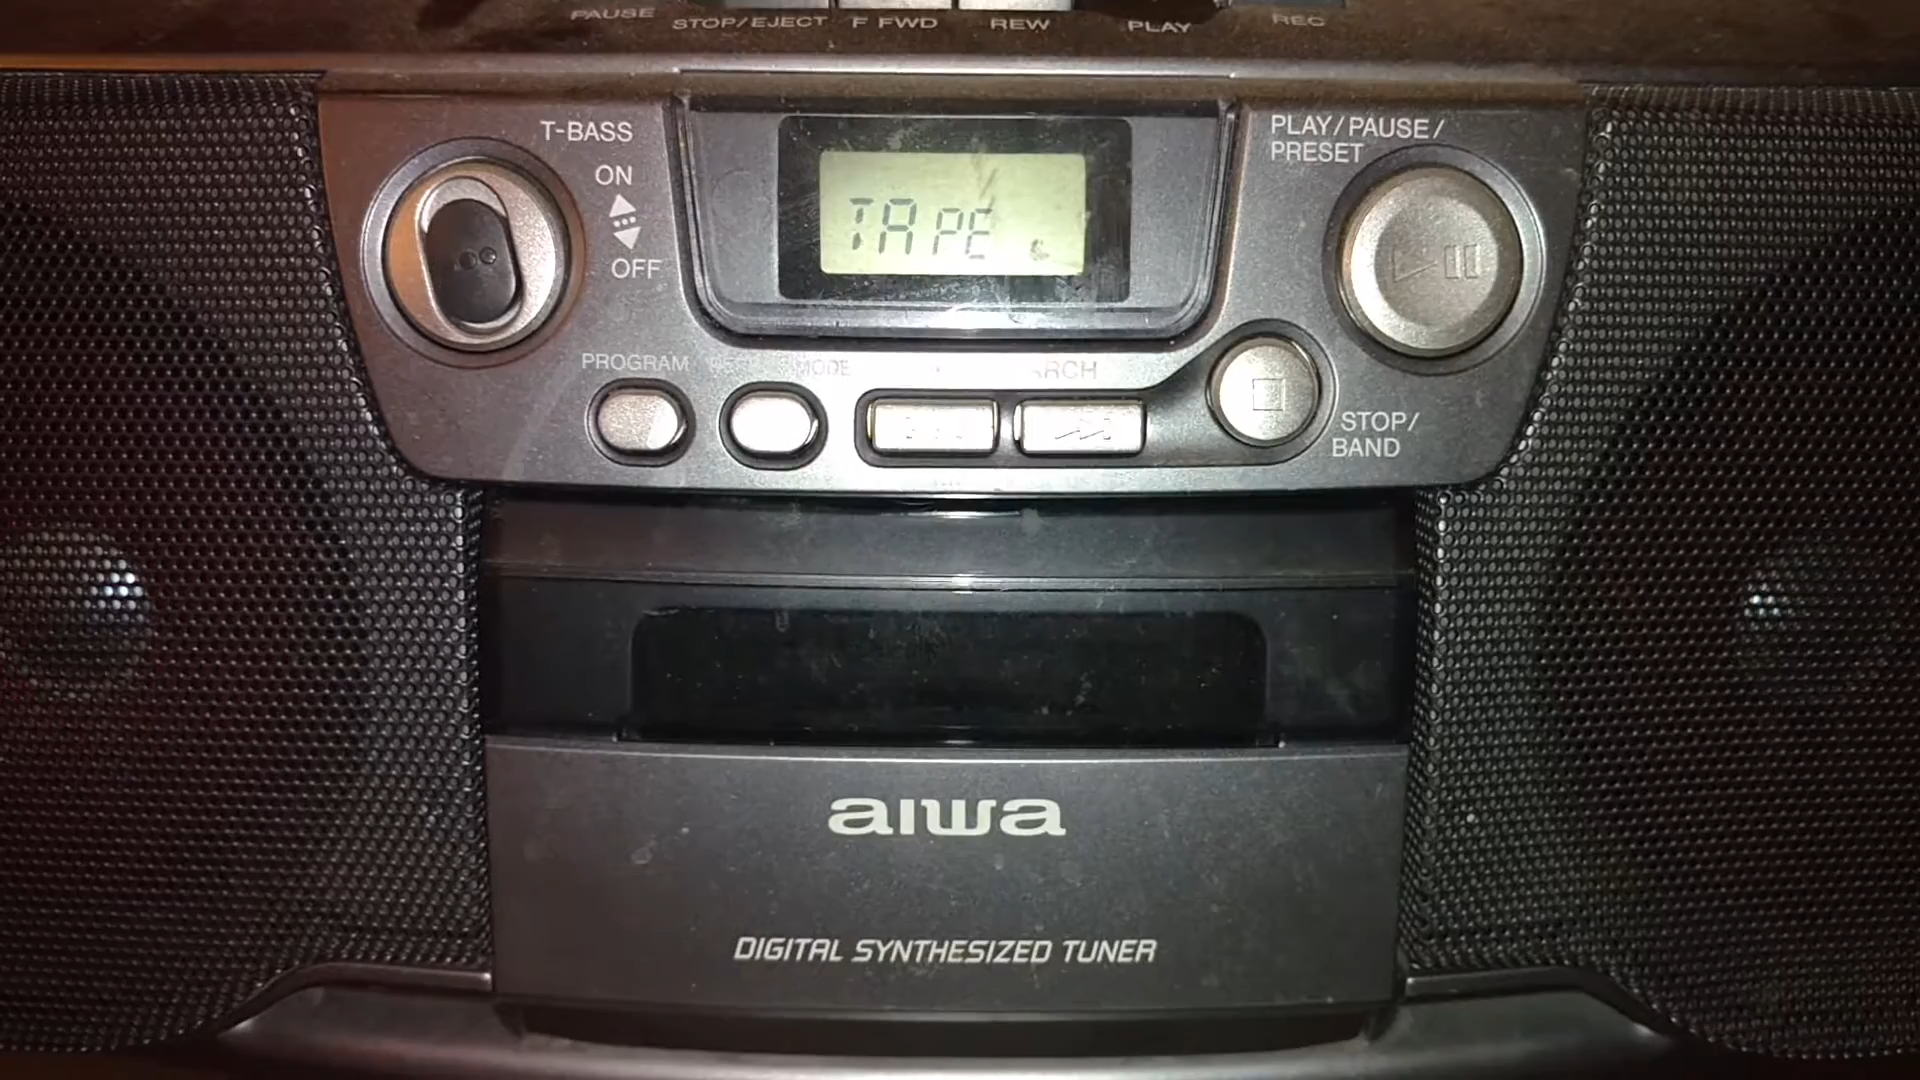 PAUSE STOP/EJECT F FWD REW PLAY REC
T-BASS
ON
OFF
TAPE
PLAY/PAUSE/
PRESET
PROGRAM MODE
STOP/
BAND
aiwa
DIGITAL SYNTHESIZED TUNER